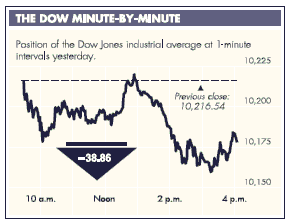 THE DOW MINUTE-BY-MINUTE
Position of the Dow Jones industrial average at 1-minute
intervals yesterday.
10,225
Previous close:
10,216.54
10,200
–38.86
10,175
10,150
10 a.m. Noon 2 p.m. 4 p.m.